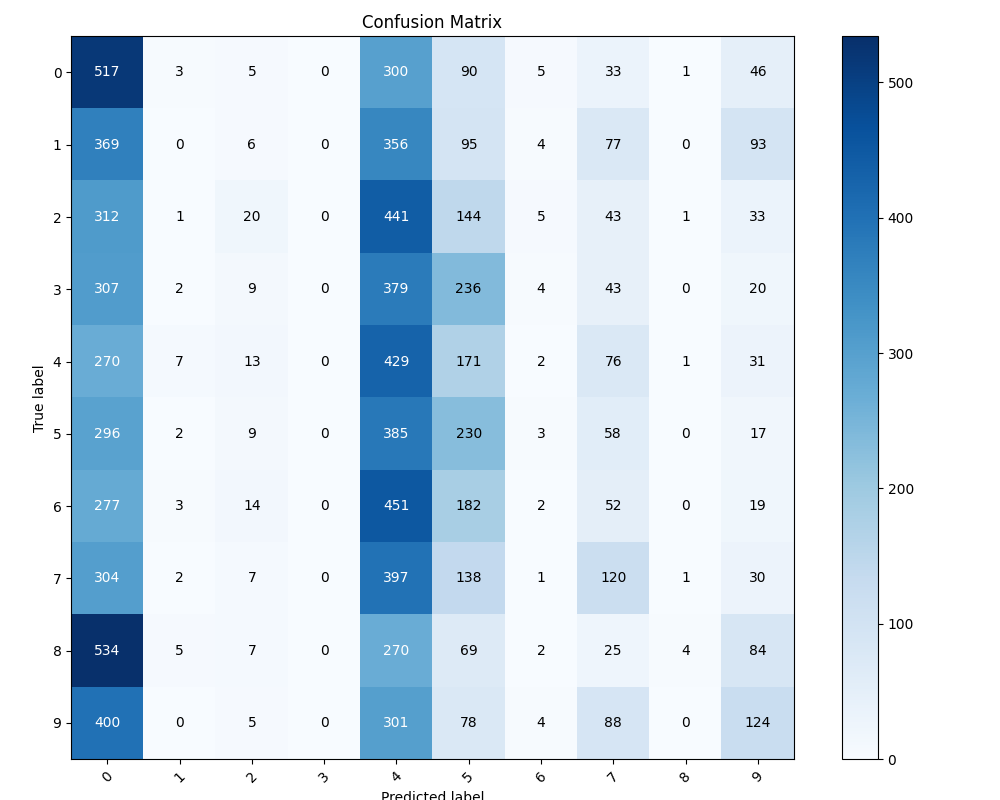 Confusion Matrix
True label
0 517 3 5 0 300 90 5 33 1 46
1 369 0 6 0 356 95 4 77 0 93
2 312 1 20 0 441 144 5 43 1 33
3 307 2 9 0 379 236 4 43 0 20
4 270 7 13 0 429 171 2 76 1 31
5 296 2 9 0 385 230 3 58 0 17
6 277 3 14 0 451 182 2 52 0 19
7 304 2 7 0 397 138 1 120 1 30
8 534 5 7 0 270 69 2 25 4 84
9 400 0 5 0 301 78 4 88 0 124
0 1 2 3 4 5 6 7 8 9
Predicted label
500
400
300
200
100
0